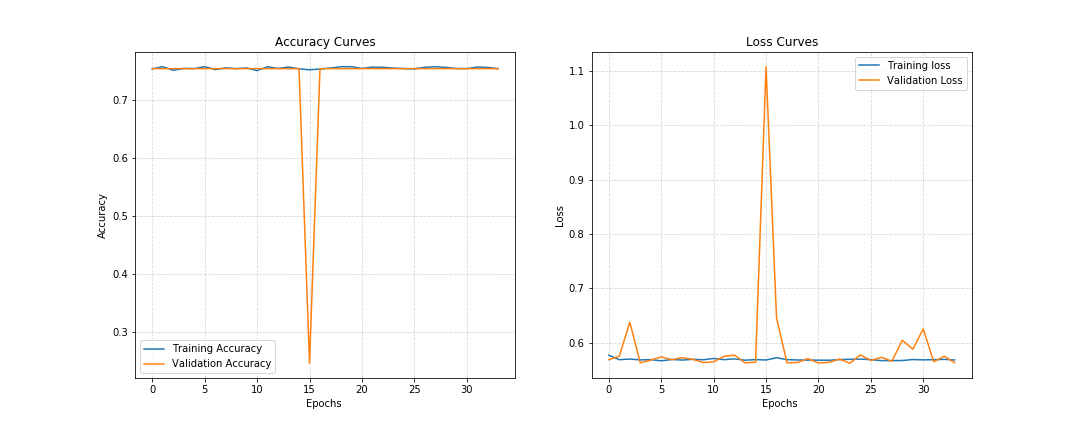 Accuracy Curves
0.7
0.6
0.5
0.4
0.3
Accuracy
Training Accuracy
Validation Accuracy
0 5 10 15 20 25 30
Epochs
Loss Curves
1.1
1.0
0.9
0.8
0.7
0.6
Loss
Training loss
Validation Loss
0 5 10 15 20 25 30
Epochs